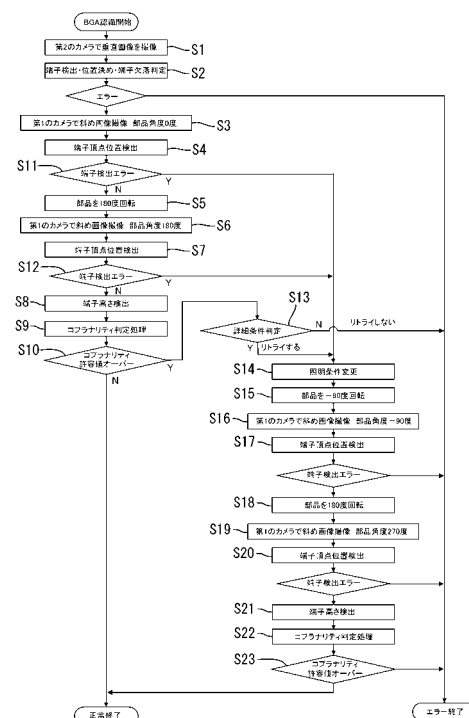 BGA認識開始
第2のカメラで垂直画像を撮像
S1
端子検出・位置決め・端子欠落判定
S2
エラー
第1のカメラで斜め画像撮像 部品角度0度
S3
端子頂点位置検出
S4
S11
端子検出エラー
Y
N
部品を180度回転
S5
第1のカメラで斜め画像撮像 部品角度180度
S6
端子頂点位置検出
S7
S12
端子検出エラー
Y
N
S8
端子高さ検出
S9
コプラナリティ判定処理
S10
コプラナリティ
許容値オーバー
Y
N
S13
詳細条件判定
N
リトライしない
Y
リトライする
S14
照明条件変更
S15
部品を-90度回転
S16
第1のカメラで斜め画像撮像 部品角度-90度
S17
端子頂点位置検出
端子検出エラー
S18
部品を180度回転
S19
第1のカメラで斜め画像撮像 部品角度270度
S20
端子頂点位置検出
端子検出エラー
S21
端子高さ検出
S22
コプラナリティ判定処理
S23
コプラナリティ
許容値オーバー
正常終了
エラー終了